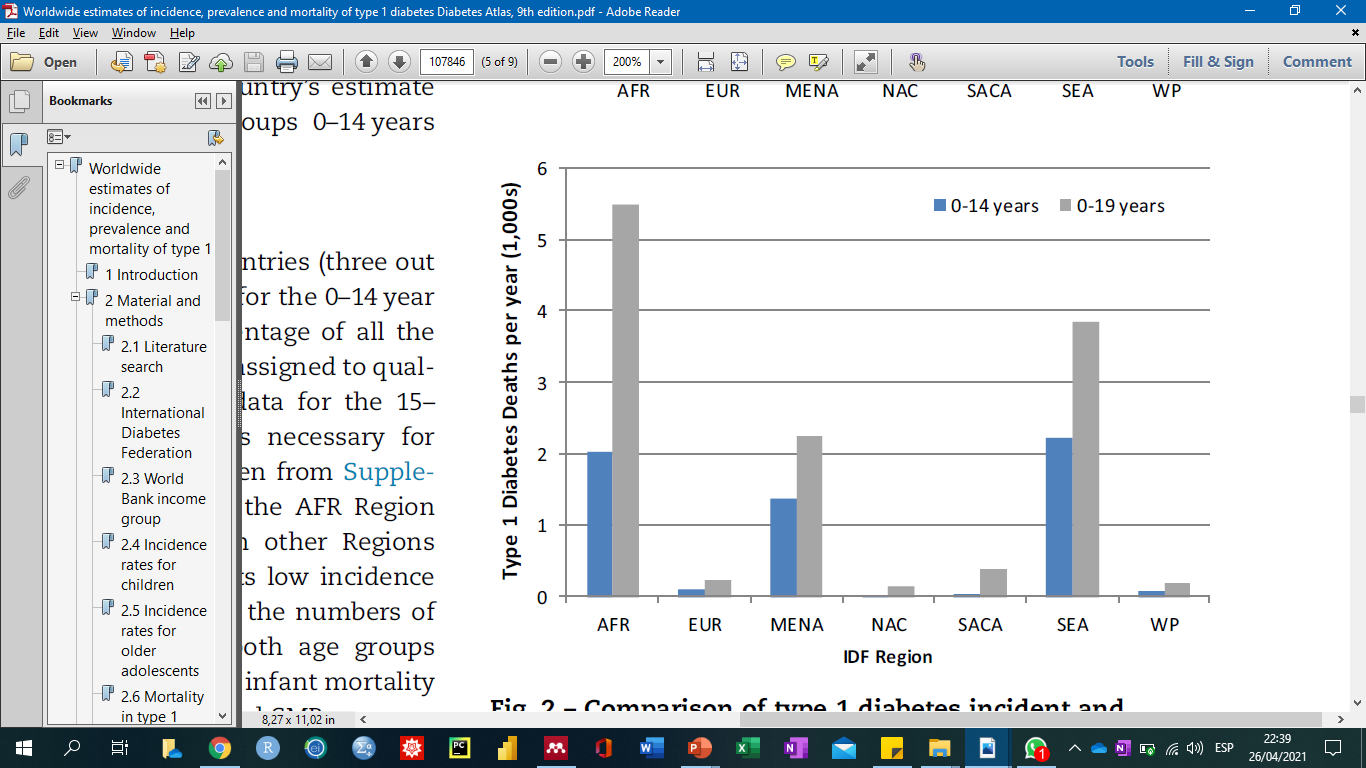 Worldwide estimates of incidence, prevalence and mortality of type 1 diabetes Diabetes Atlas, 9th edition.pdf - Adobe Reader
File Edit View Window Help
Open 107846 (5 of 9) 200% Tools Fill & Sign Comment
Bookmarks
Worldwide
estimates of
incidence,
prevalence and
mortality of type 1
1 Introduction
2 Material and
methods
2.1 Literature
search
2.2
International
Diabetes
Federation
2.3 World
Bank income
group
2.4 Incidence
rates for
children
2.5 Incidence
rates for
older
adolescents
2.6 Mortality
in type 1
untry's estimate
oups 0–14 years
ntries (three out
for the 0–14 year
entage of all the
assigned to qual-
data for the 15–
s necessary for
en from Supple-
the AFR Region
n other Regions
ts low incidence
the numbers of
oth age groups
infant mortality
8,27 x 11,02 in
AFR EUR MENA NAC SACA SEA WP
Type 1 Diabetes Deaths per year (1,000s)
6
5
4
3
2
1
0
0-14 years 0-19 years
AFR EUR MENA NAC SACA SEA WP
IDF Region
Fig. 2 – Comparison of type 1 diabetes incident and
ESP
22:39
26/04/2021